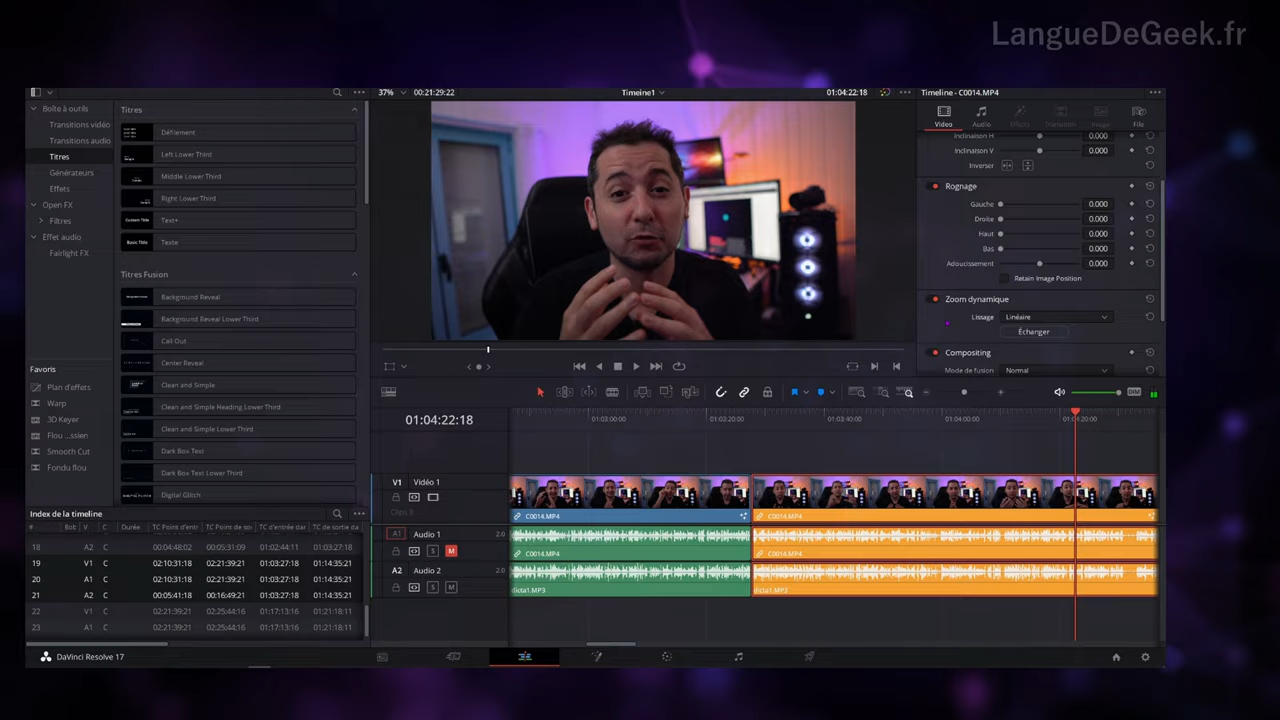 LangueDeGeek.fr
37%
00:21:29:22
Timeine1
01:04:22:18
Timeline - C0014.MP4
Boîte à outils
Transitions vidéo
Transitions audio
Titres
Générateurs
Effets
Open FX
Filtres
Effet audio
Fairlight FX
Favoris
Plan d'effets
Warp
3D Keyer
Flou ...ssien
Smooth Cut
Fondu flou
Titres
Défilement
Left Lower Third
Middle Lower Third
Right Lower Third
Custom Title
Text+
Basic Title
Texte
Titres Fusion
Background Reveal
Background Reveal Lower Third
Call Out
Center Reveal
Clean and Simple
Clean and Simple Heading Lower Third
Clean and Simple Lower Third
Dark Box Text
Dark Box Text Lower Third
Digital Glitch
Vidéo
Audio
Effets
Transition
Image
File
Inclinaison H 0.000
Inclinaison V 0.000
Inverser
Rognage
Gauche 0.000
Droite 0.000
Haut 0.000
Bas 0.000
Adoucissement 0.000
Retain Image Position
Zoom dynamique
Lissage Linéaire
Échanger
Compositing
Mode de fusion Normal
DIM
01:04:22:18
01:03:00:00
01:03:20:00
01:03:40:00
01:04:00:00
01:04:20:00
V1 Vidéo 1
Clips 8
C0014.MP4
C0014.MP4
A1 Audio 1 2.0
S M
C0014.MP4
C0014.MP4
A2 Audio 2 2.0
S M
dicta1.MP3
dicta1.MP3
Index de la timeline
# Bob V C Durée TC Point d'entr TC Point de sor TC d'entrée dar TC de sortie da
18 A2 C 00:04:48:02 00:05:31:09 01:02:44:11 01:03:27:18
19 V1 C 02:10:31:18 02:21:39:21 01:03:27:18 01:14:35:21
20 A1 C 02:10:31:18 02:21:39:21 01:03:27:18 01:14:35:21
21 A2 C 00:05:41:08 00:16:49:21 01:03:27:18 01:14:35:21
22 V1 C 02:21:39:21 02:25:44:16 01:17:13:16 01:21:18:11
23 A1 C 02:21:39:21 02:25:44:16 01:17:13:16 01:21:18:11
DaVinci Resolve 17